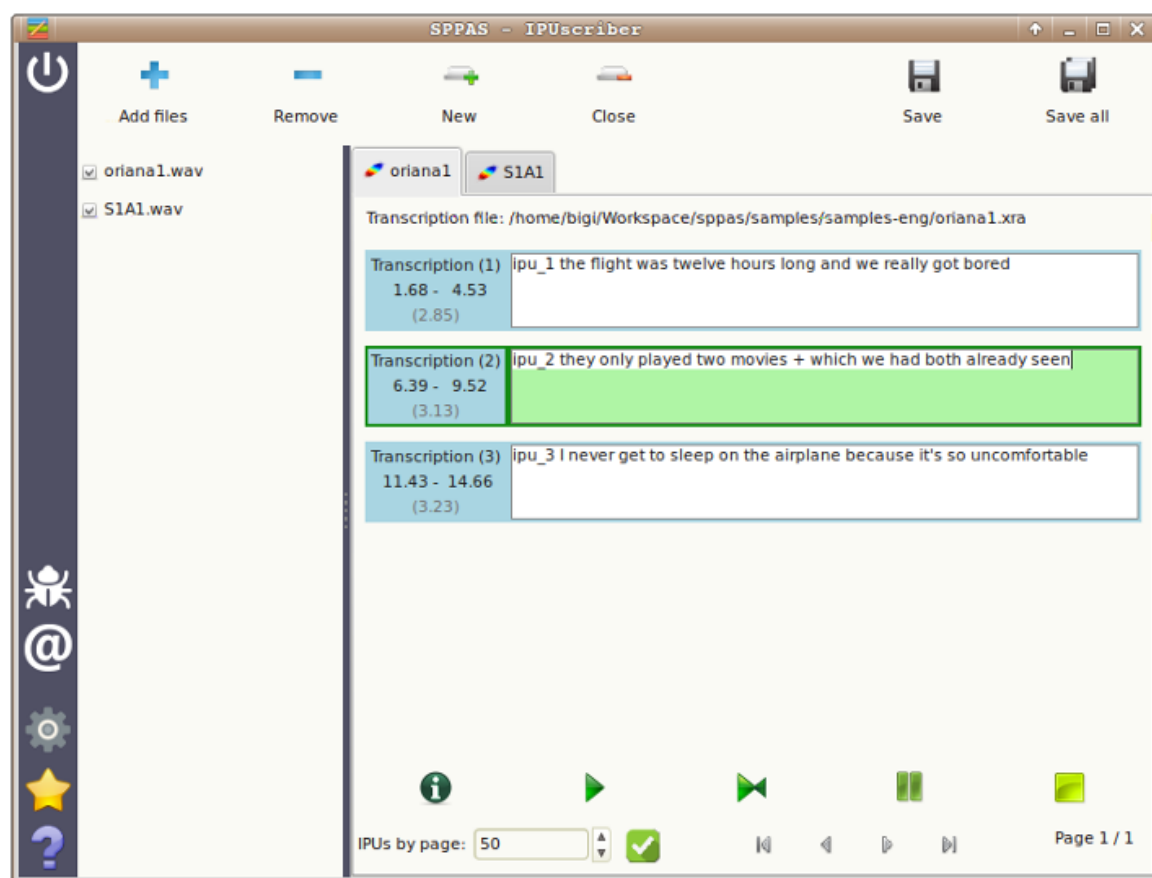 SPPAS - IPUscriber
Add files
Remove
New
Close
Save
Save all
oriana1.wav
S1A1.wav
oriana1
S1A1
Transcription file: /home/bigi/Workspace/sppas/samples/samples-eng/oriana1.xra
Transcription (1)
1.68 - 4.53
(2.85)
ipu_1 the flight was twelve hours long and we really got bored
Transcription (2)
6.39 - 9.52
(3.13)
ipu_2 they only played two movies + which we had both already seen
Transcription (3)
11.43 - 14.66
(3.23)
ipu_3 I never get to sleep on the airplane because it's so uncomfortable
@
?
IPUs by page: 50
Page 1 / 1